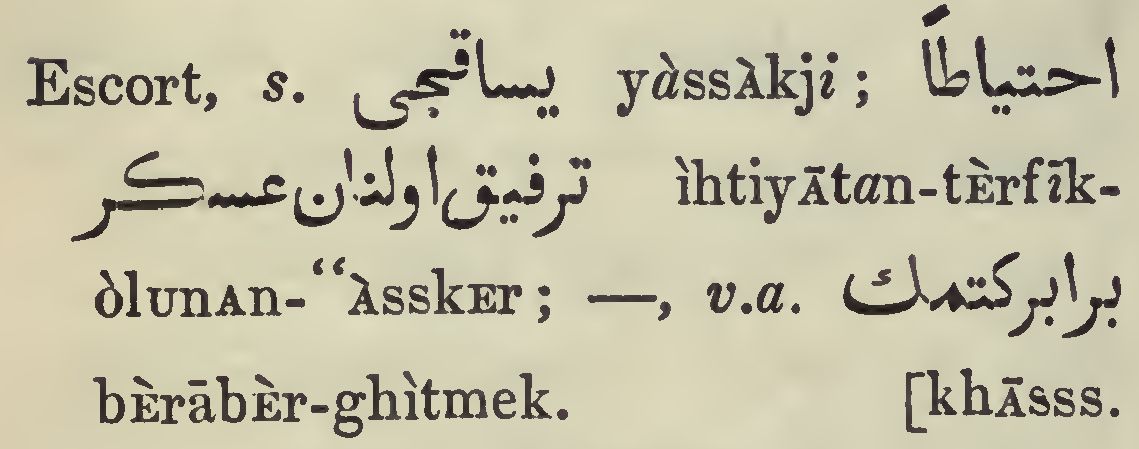 Escort, s. يساقجى yàssàkji ; احتياطاً
ترفيق اولنان عسكر ìhtiyātan-tèrfīk-
òlunan-“àssker ; —, v.a. برابر كتمك
bèrābèr-ghìtmek. [khāsss.